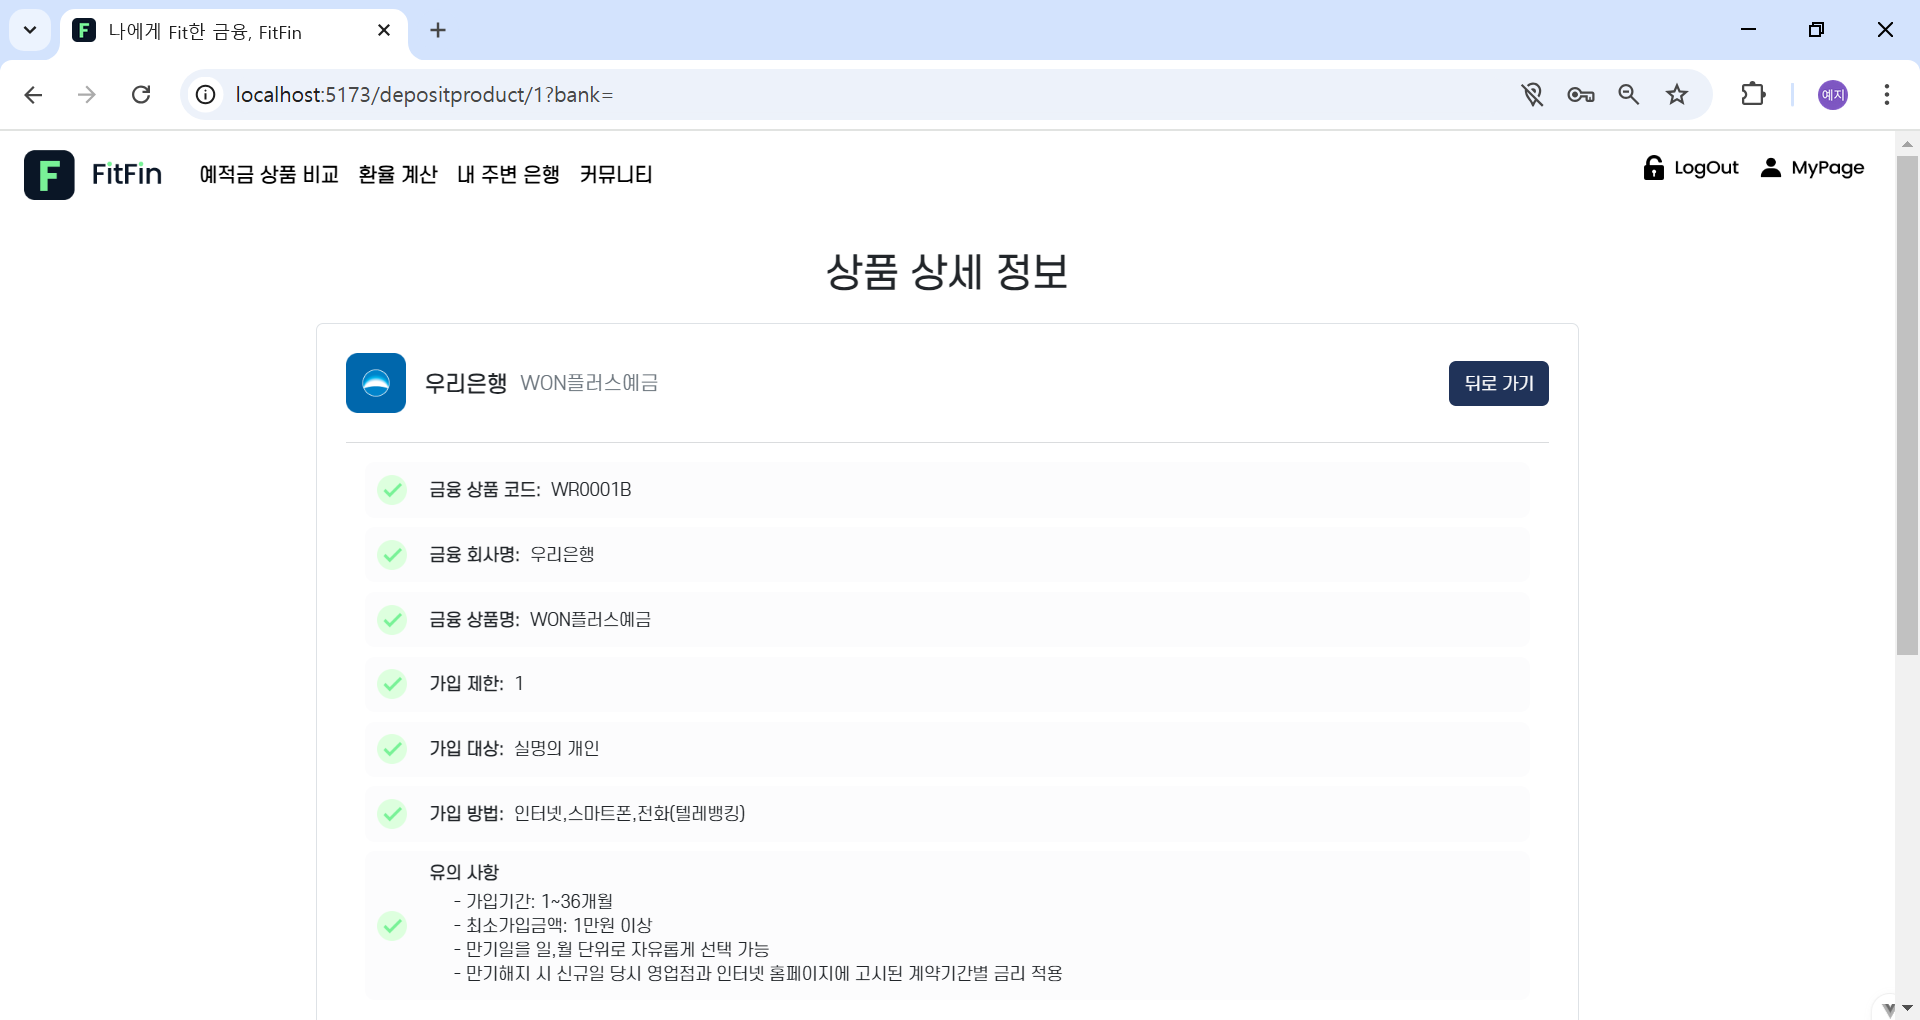 나에게 Fit한 금융, FitFin
localhost:5173/depositproduct/1?bank=
예지
F FitFin 예적금 상품 비교 환율 계산 내 주변 은행 커뮤니티 LogOut MyPage
상품 상세 정보
우리은행 WON플러스예금 뒤로 가기
금융 상품 코드: WR0001B
금융 회사명: 우리은행
금융 상품명: WON플러스예금
가입 제한: 1
가입 대상: 실명의 개인
가입 방법: 인터넷,스마트폰,전화(텔레뱅킹)
유의 사항
- 가입기간: 1~36개월
- 최소가입금액: 1만원 이상
- 만기일을 일,월 단위로 자유롭게 선택 가능
- 만기해지 시 신규일 당시 영업점과 인터넷 홈페이지에 고시된 계약기간별 금리 적용